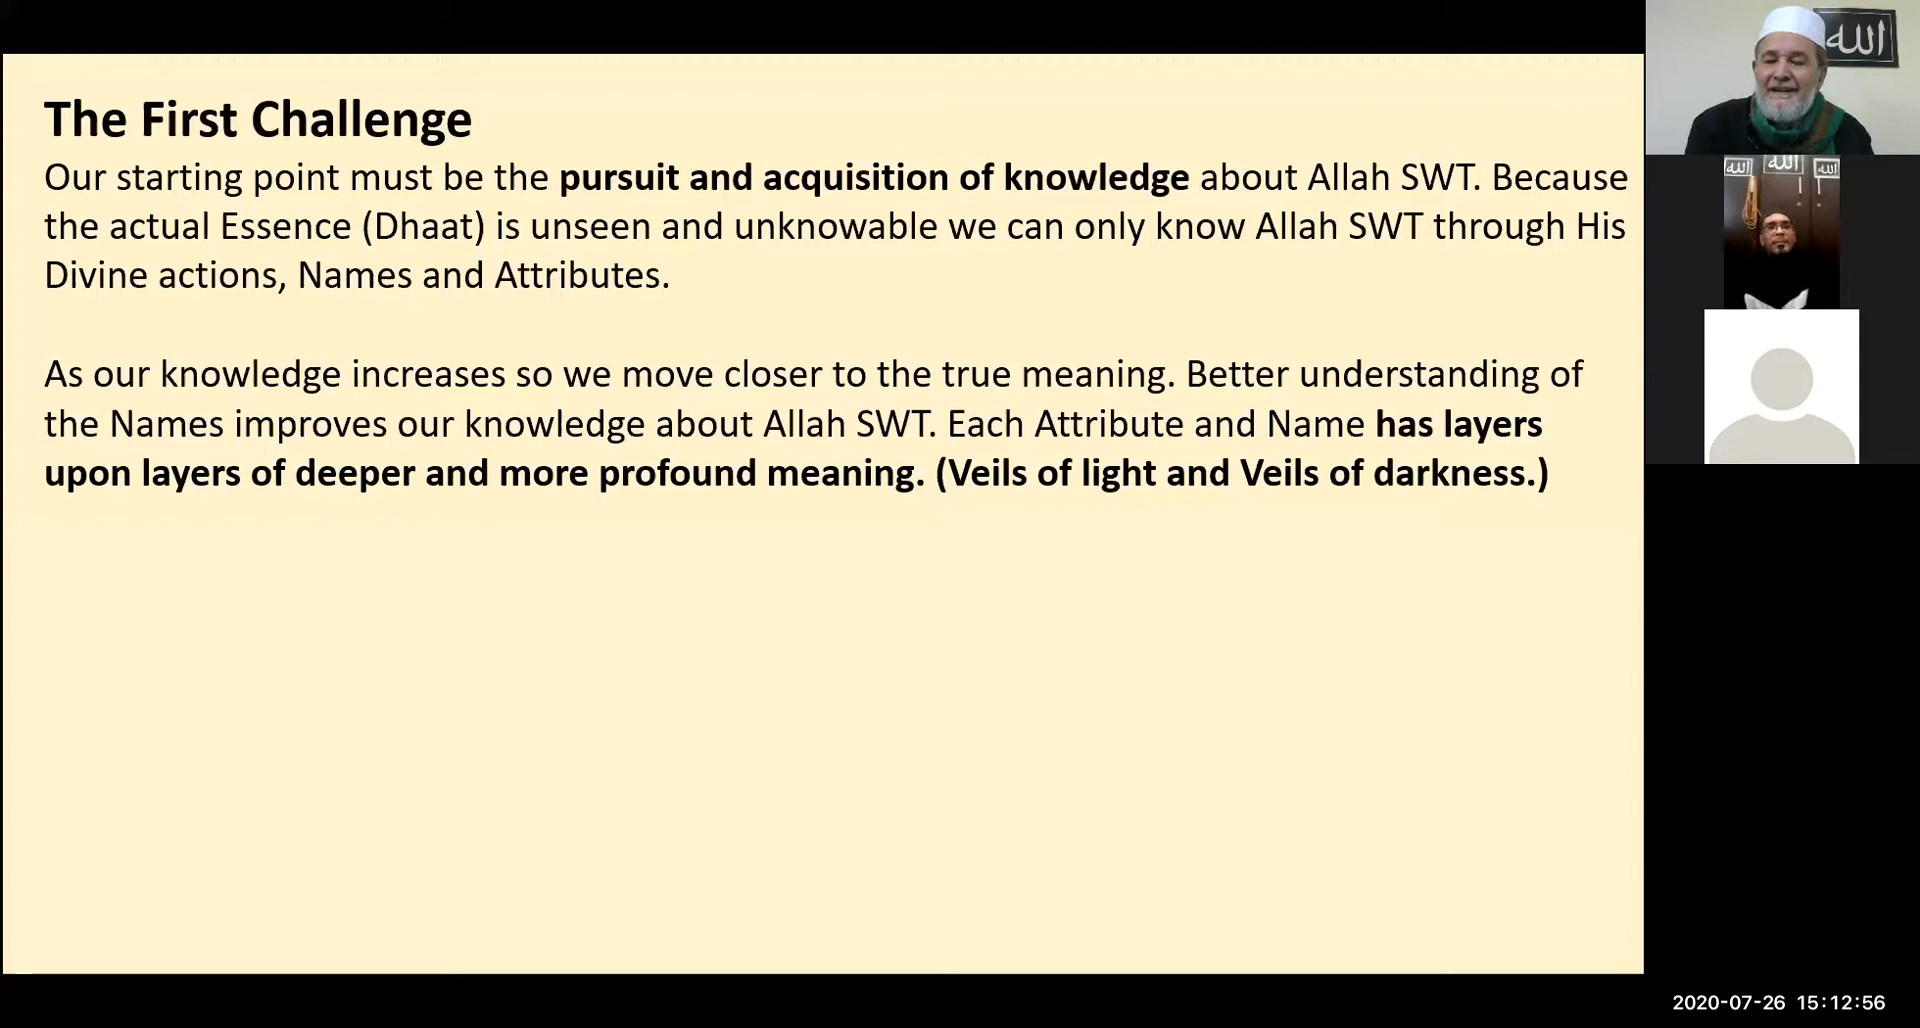 The First Challenge
Our starting point must be the pursuit and acquisition of knowledge about Allah SWT. Because
the actual Essence (Dhaat) is unseen and unknowable we can only know Allah SWT through His
Divine actions, Names and Attributes.
As our knowledge increases so we move closer to the true meaning. Better understanding of
the Names improves our knowledge about Allah SWT. Each Attribute and Name has layers
upon layers of deeper and more profound meaning. (Veils of light and Veils of darkness.)
الله
الله
الله
الله
2020-07-26 15:12:56